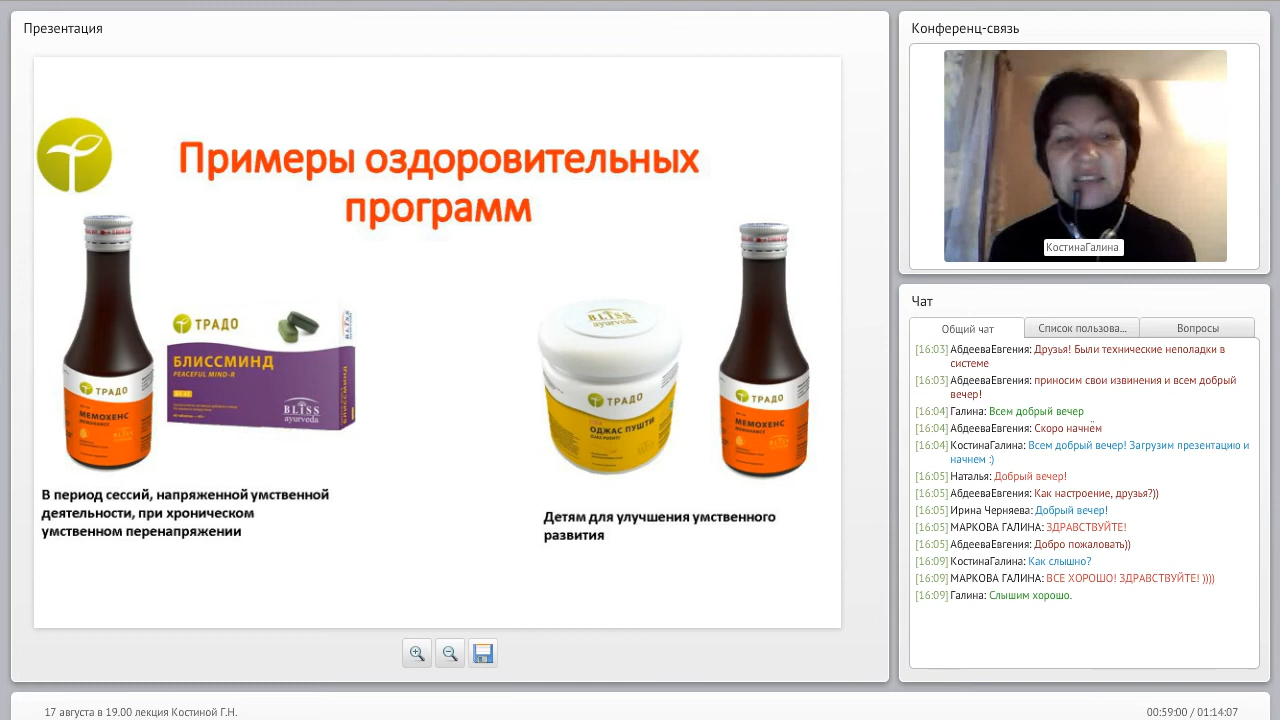 Презентация
Примеры оздоровительных
программ
ТРАДО
МЕМОХЕНС
ТРАДО
БЛИССМИНД
PEACEFUL MIND-R
BLISS
ayurveda
BLISS
БЛИССМИНД
BLISS
ayurveda
ТРАДО
ОДЖАС ПУШТИ
ТРАДО
МЕМОХЕНС
В период сессий, напряженной умственной
деятельности, при хроническом
умственном перенапряжении
Детям для улучшения умственного
развития
Конференц-связь
КостинаГалина
Чат
Общий чат
Список пользова...
Вопросы
[16:03] АбдееваЕвгения: Друзья! Были технические неполадки в
системе
[16:03] АбдееваЕвгения: приносим свои извинения и всем добрый
вечер!
[16:04] Галина: Всем добрый вечер
[16:04] АбдееваЕвгения: Скоро начнём
[16:04] КостинаГалина: Всем добрый вечер! Загрузим презентацию и
начнем :)
[16:05] Наталья: Добрый вечер!
[16:05] АбдееваЕвгения: Как настроение, друзья?))
[16:05] Ирина Черняева: Добрый вечер!
[16:05] МАРКОВА ГАЛИНА: ЗДРАВСТВУЙТЕ!
[16:05] АбдееваЕвгения: Добро пожаловать))
[16:09] КостинаГалина: Как слышно?
[16:09] МАРКОВА ГАЛИНА: ВСЕ ХОРОШО! ЗДРАВСТВУЙТЕ! ))))
[16:09] Галина: Слышим хорошо.
17 августа в 19.00 лекция Костиной Г.Н.
00:59:00 / 01:14:07